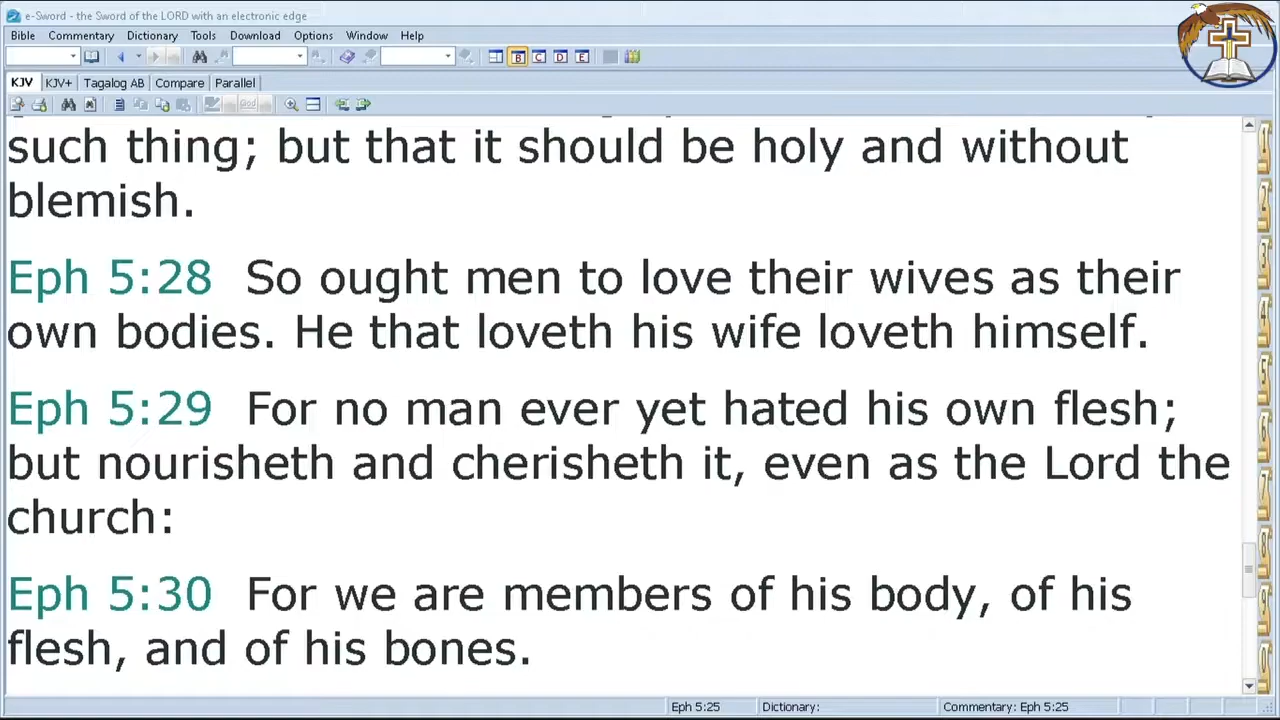 e-Sword - the Sword of the LORD with an electronic edge
Bible Commentary Dictionary Tools Download Options Window Help
B C D E
KJV KJV+ Tagalog AB Compare Parallel
God
such thing; but that it should be holy and without
blemish.
Eph 5:28 So ought men to love their wives as their
own bodies. He that loveth his wife loveth himself.
Eph 5:29 For no man ever yet hated his own flesh;
but nourisheth and cherisheth it, even as the Lord the
church:
Eph 5:30 For we are members of his body, of his
flesh, and of his bones.
Eph 5:25 Dictionary: Commentary: Eph 5:25